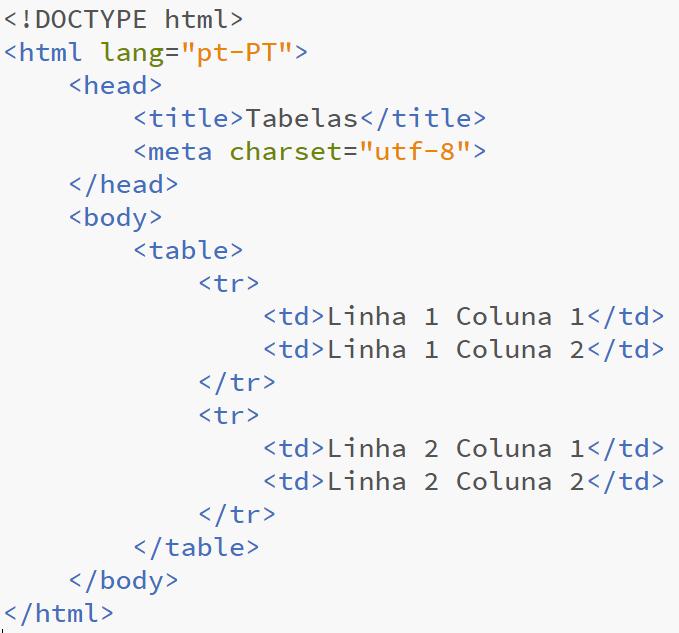 <!DOCTYPE html>
<html lang="pt-PT">
    <head>
        <title>Tabelas</title>
        <meta charset="utf-8">
    </head>
    <body>
        <table>
            <tr>
                <td>Linha 1 Coluna 1</td>
                <td>Linha 1 Coluna 2</td>
            </tr>
            <tr>
                <td>Linha 2 Coluna 1</td>
                <td>Linha 2 Coluna 2</td>
            </tr>
        </table>
    </body>
</html>